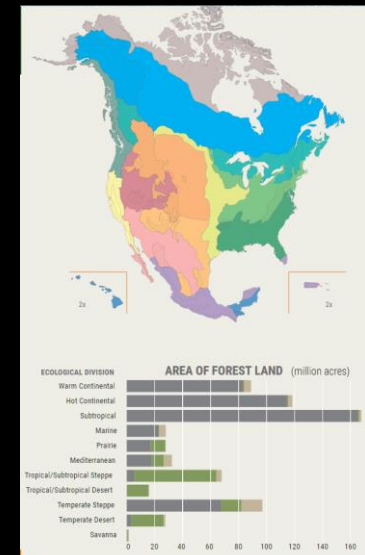 2x
2x
ECOLOGICAL DIVISION
AREA OF FOREST LAND (million acres)
Warm Continental
Hot Continental
Subtropical
Marine
Prairie
Mediterranean
Tropical/Subtropical Steppe
Tropical/Subtropical Desert
Temperate Steppe
Temperate Desert
Savanna
0 20 40 60 80 100 120 140 160